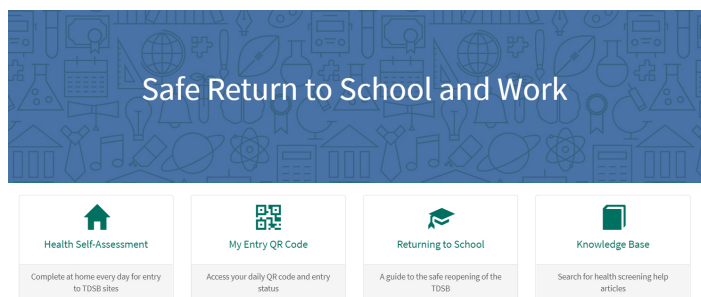 Safe Return to School and Work
Health Self-Assessment
Complete at home every day for entry
to TDSB sites
My Entry QR Code
Access your daily QR code and entry
status
Returning to School
A guide to the safe reopening of the
TDSB
Knowledge Base
Search for health screening help
articles